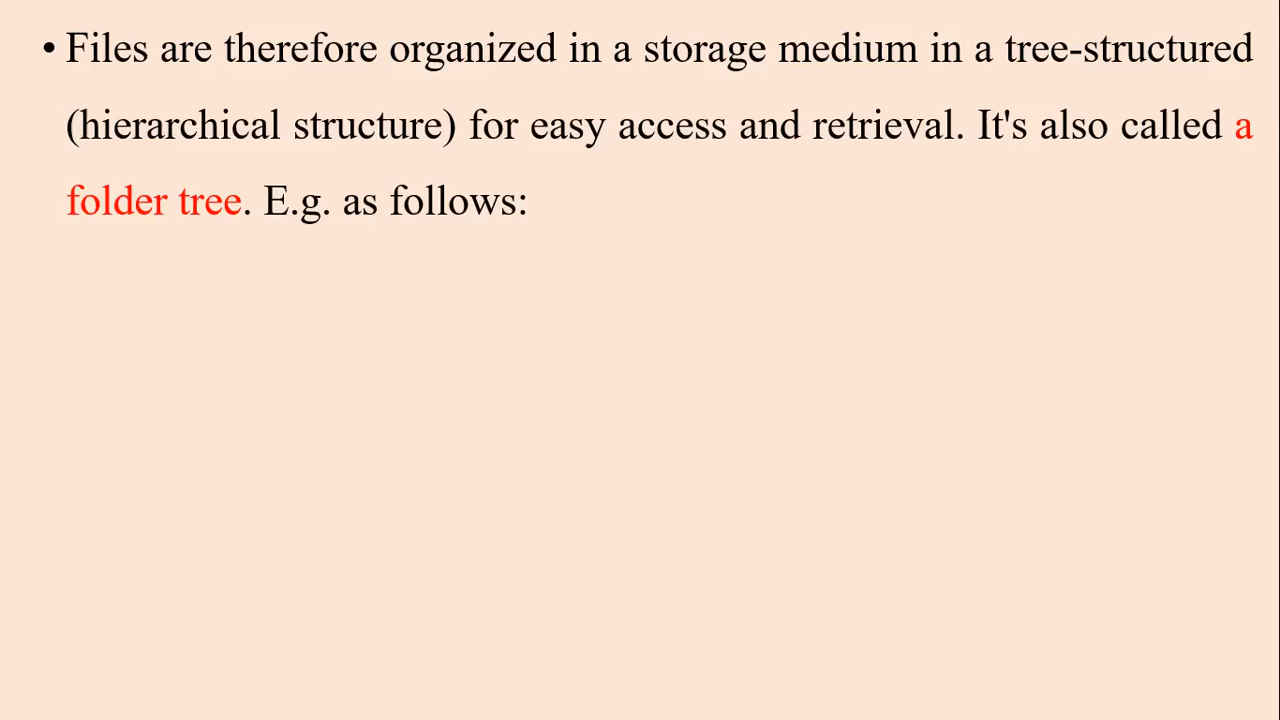 • Files are therefore organized in a storage medium in a tree-structured
(hierarchical structure) for easy access and retrieval. It's also called a
folder tree. E.g. as follows: